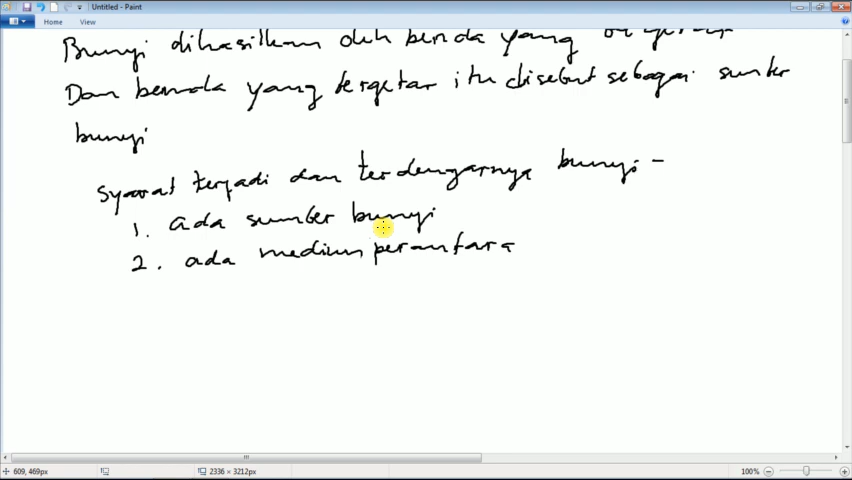 Untitled - Paint
Home View
Bunyi dihasilkan oleh benda yang
Dan benda yang bergetar itu disebut sebagai sumber
bunyi
syarat terjadi dan terdengarnya bunyi -
1. ada sumber bunyi
2. ada medium perantara
609, 469px 2336 × 3212px 100%